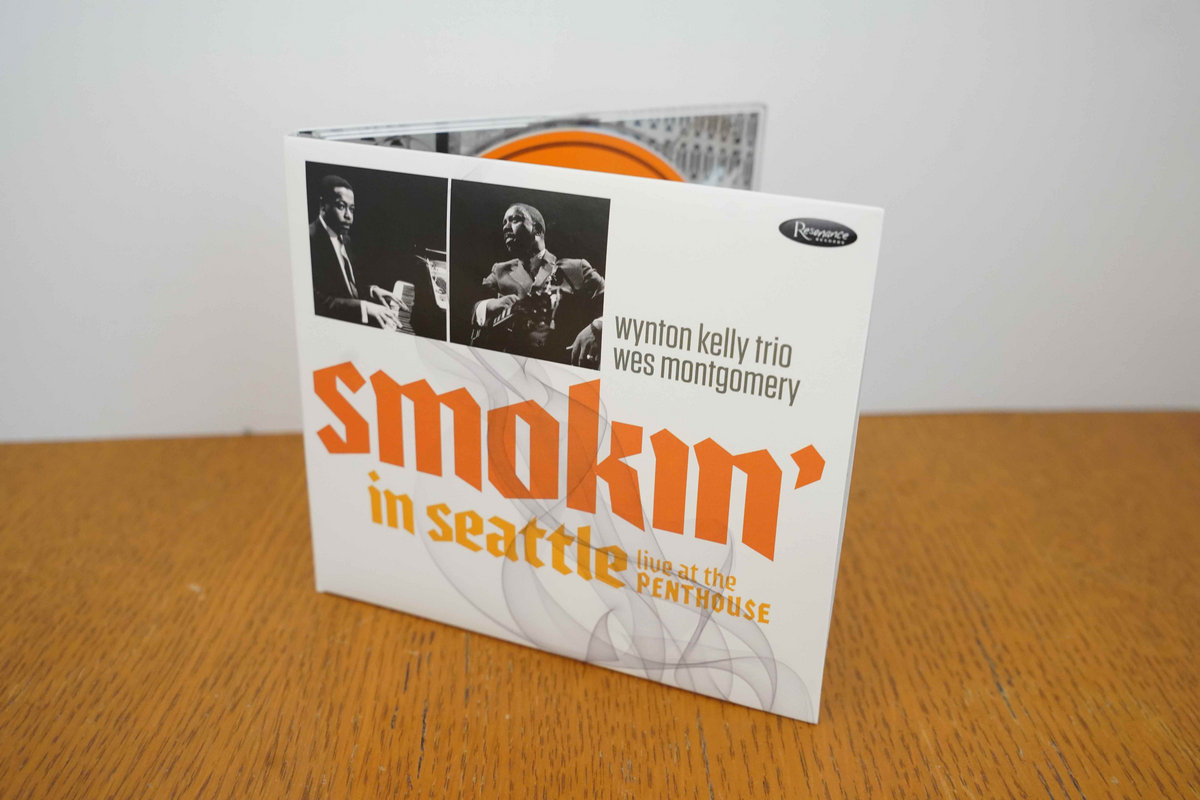 Resonance
RECORDS
wynton kelly trio
wes montgomery
smokin'
in seattle
live at the
PENTHOUSE